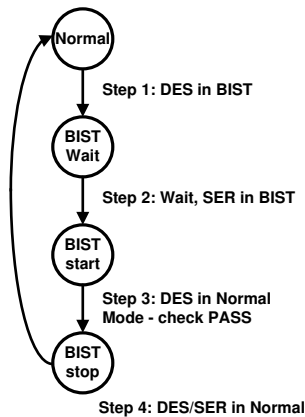 Normal
Step 1: DES in BIST
BIST
Wait
Step 2: Wait, SER in BIST
BIST
start
Step 3: DES in Normal
Mode - check PASS
BIST
stop
Step 4: DES/SER in Normal